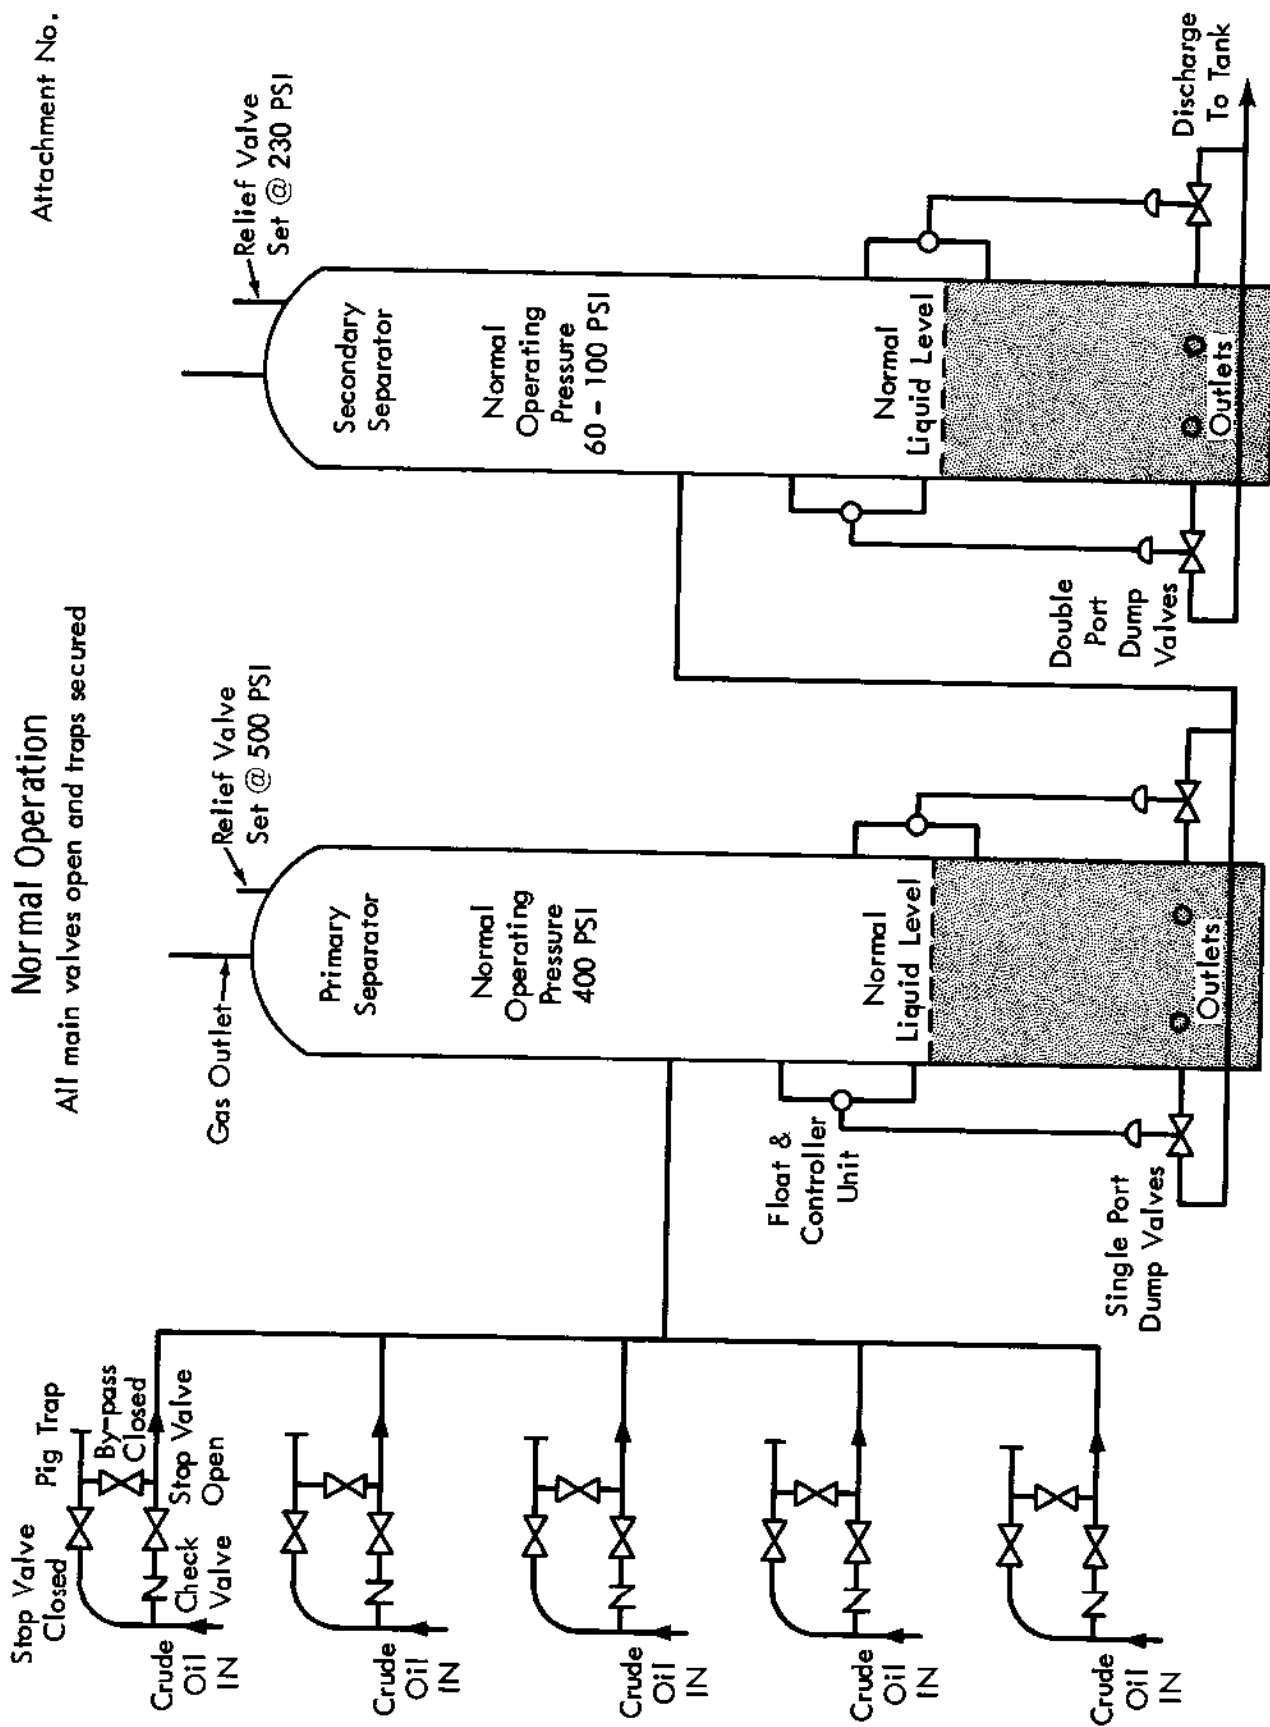 Attachment No.
Normal Operation
All main valves open and traps secured
Stop Valve
Closed
Pig Trap
By-pass
Closed
Stop Valve
Open
Check
Valve
Crude
Oil
IN
Crude
Oil
IN
Crude
Oil
IN
Crude
Oil
IN
Crude
Oil
IN
Gas Outlet
Relief Valve
Set @ 500 PSI
Primary
Separator
Normal
Operating
Pressure
400 PSI
Normal
Liquid Level
Outlets
Float &
Controller
Unit
Single Port
Dump Valves
Relief Valve
Set @ 230 PSI
Secondary
Separator
Normal
Operating
Pressure
60 - 100 PSI
Normal
Liquid Level
Outlets
Double
Port
Dump
Valves
Discharge
To Tank